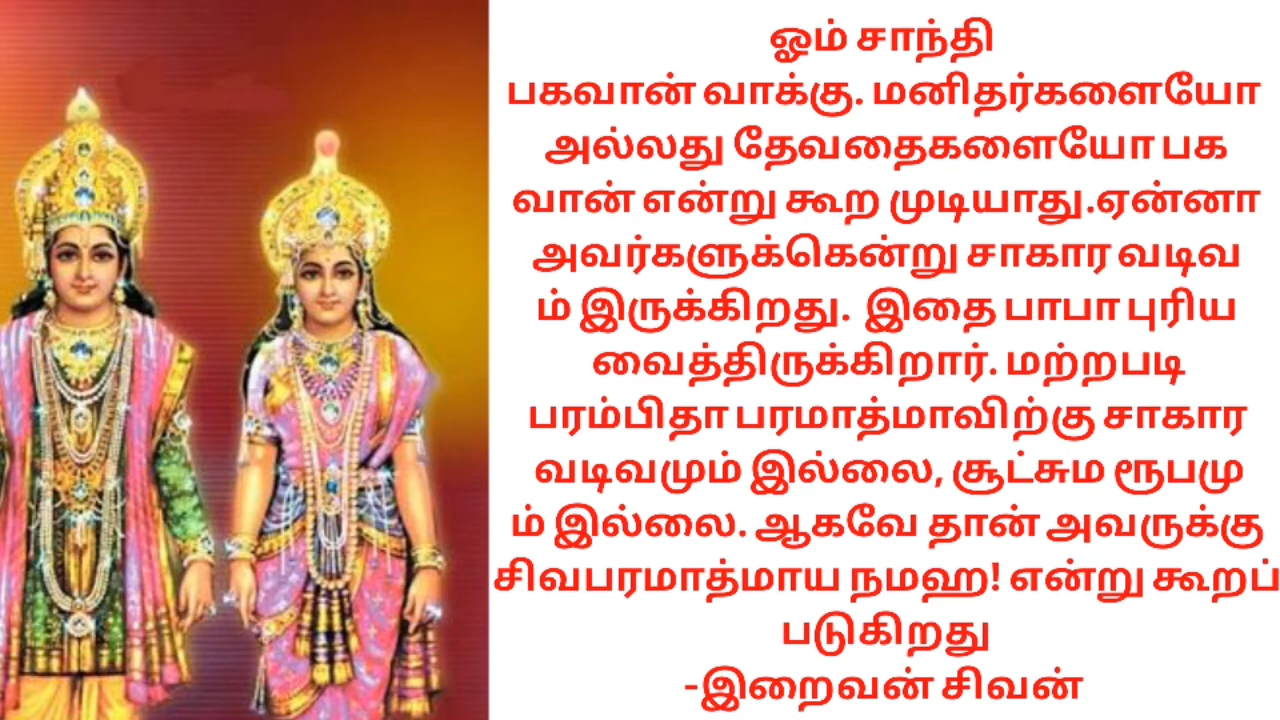 ஓம் சாந்தி
பகவான் வாக்கு. மனிதர்களையோ
அல்லது தேவதைகளையோ பக
வான் என்று கூற முடியாது.ஏன்னா
அவர்களுக்கென்று சாகார வடிவ
ம் இருக்கிறது. இதை பாபா புரிய
வைத்திருக்கிறார். மற்றபடி
பரம்பிதா பரமாத்மாவிற்கு சாகார
வடிவமும் இல்லை, சூட்சும ரூபமு
ம் இல்லை. ஆகவே தான் அவருக்கு
சிவபரமாத்மாய நமஹ! என்று கூறப்
படுகிறது
-இறைவன் சிவன்